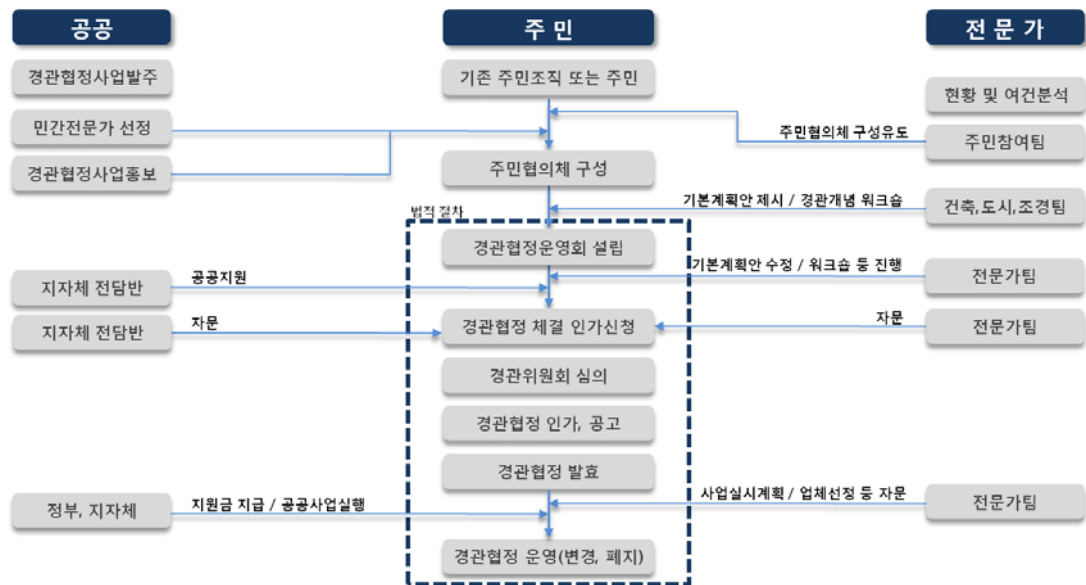 공공
주 민
전 문 가
경관협정사업발주
기존 주민조직 또는 주민
현황 및 여건분석
민간전문가 선정
주민협의체 구성유도
주민참여팀
경관협정사업홍보
주민협의체 구성
기본계획안 제시 / 경관개념 워크숍
건축,도시,조경팀
법적 절차
경관협정운영회 설립
기본계획안 수정 / 워크숍 등 진행
전문가팀
지자체 전담반
공공지원
지자체 전담반
자문
경관협정 체결 인가신청
자문
전문가팀
경관위원회 심의
경관협정 인가, 공고
경관협정 발효
정부, 지자체
지원금 지급 / 공공사업실행
사업실시계획 / 업체선정 등 자문
전문가팀
경관협정 운영(변경, 폐지)